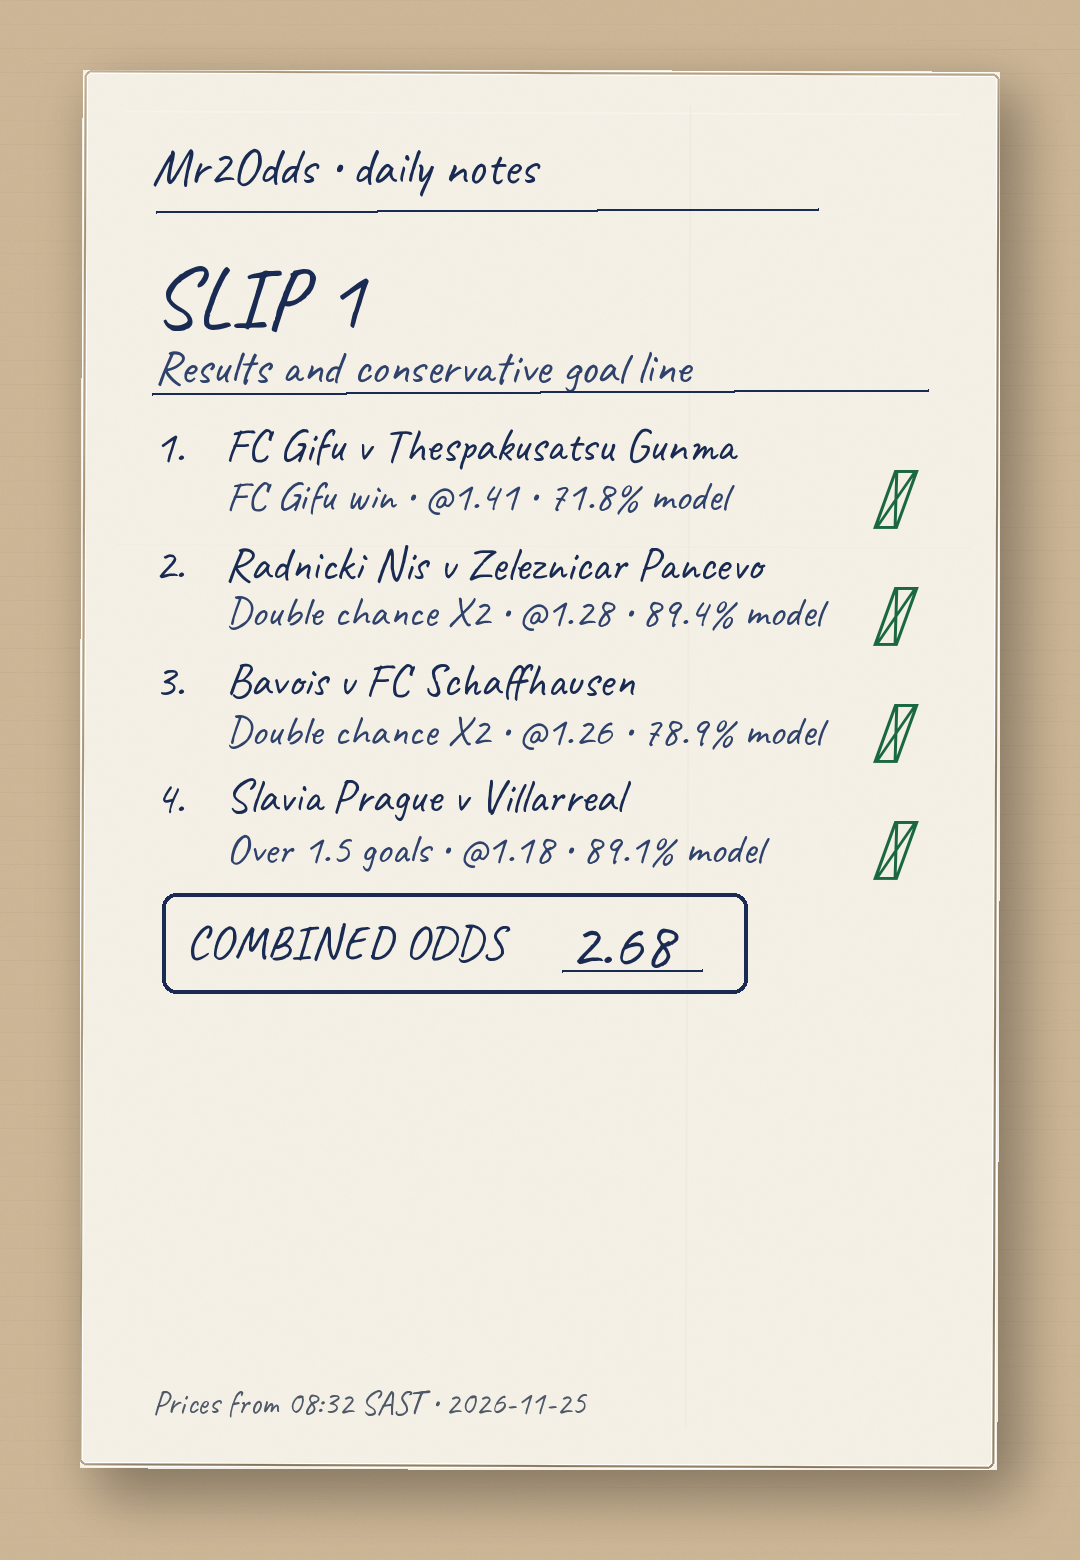 Mr2Odds · daily notes
SLIP 1
Results and conservative goal line
1. FC Gifu v Thespakusatsu Gunma
FC Gifu win · @1.41 · 71.8% model
2. Radnicki Nis v Zeleznicar Pancevo
Double chance X2 · @1.28 · 89.4% model
3. Bavois v FC Schaffhausen
Double chance X2 · @1.26 · 78.9% model
4. Slavia Prague v Villarreal
Over 1.5 goals · @1.18 · 89.1% model
COMBINED ODDS 2.68
Prices from 08:32 SAST · 2026-11-25